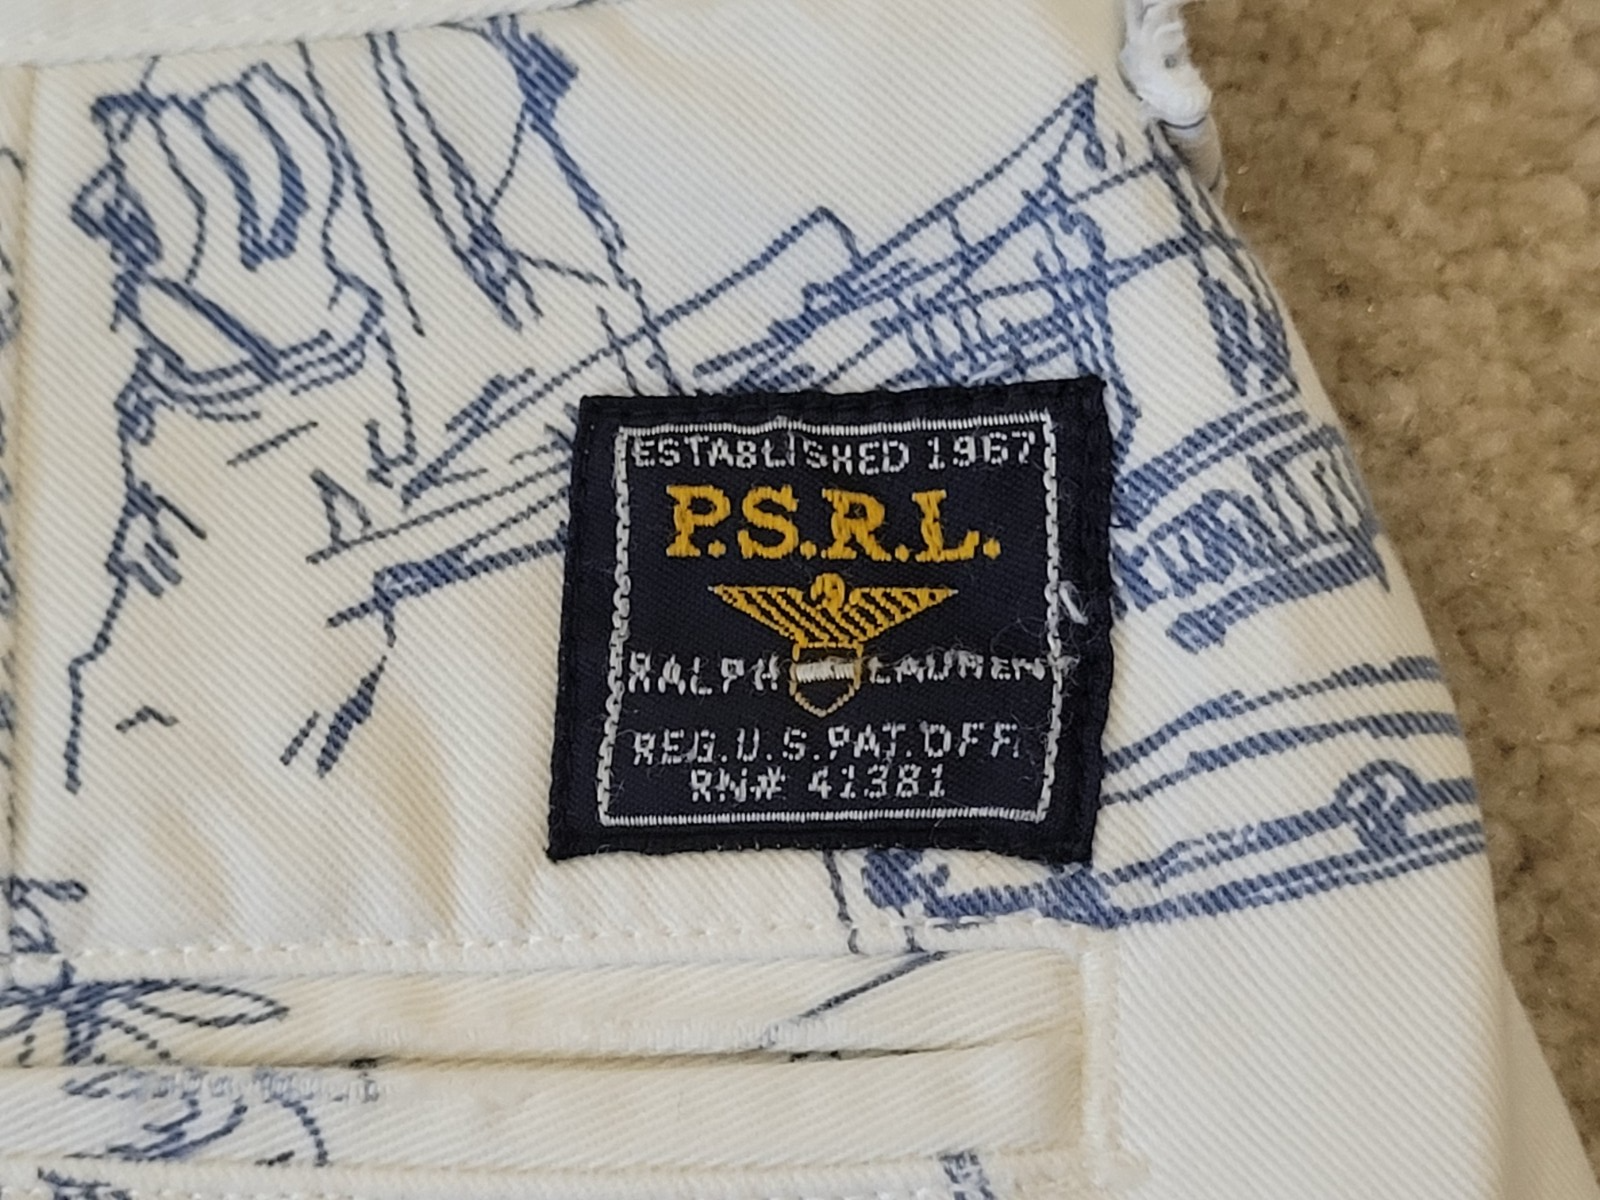 ESTABLISHED 1967
P.S.R.L.
RALPH LAUREN
REG.U.S.PAT.OFF.
RN# 41381